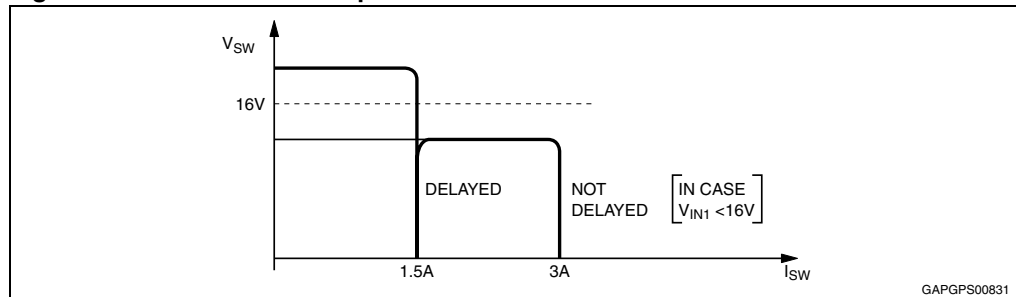 V_SW
16V
DELAYED
NOT
DELAYED
[IN CASE
V_IN1 <16V]
1.5A
3A
I_SW
GAPGPS00831